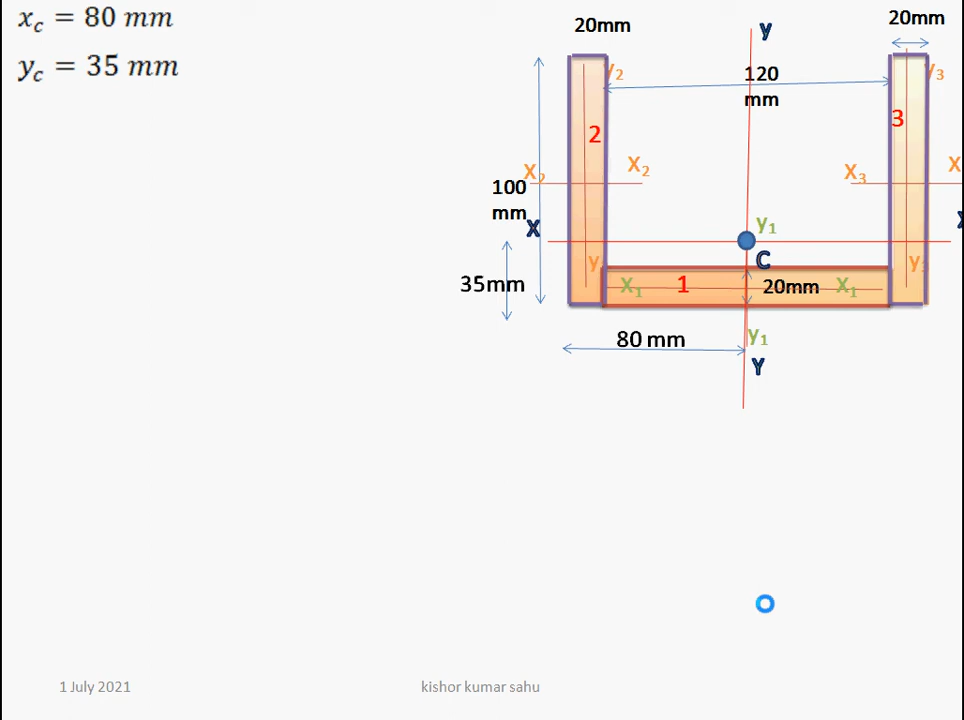 x_c = 80 mm
y_c = 35 mm
20mm
20mm
y
y₂
120
mm
y₃
3
2
X₂
X₂
X₃
X
100
mm
X
y₁
X
C
y
y
35mm
X₁
1
20mm
X₁
80 mm
y₁
Y
1 July 2021
kishor kumar sahu